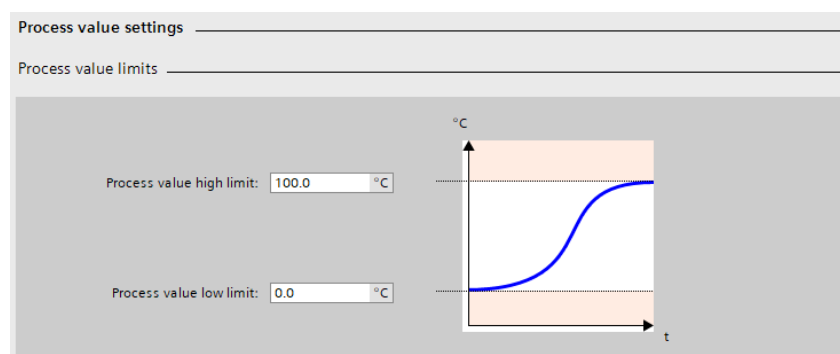 Process value settings
Process value limits
°C
Process value high limit: 100.0 °C
Process value low limit: 0.0 °C
t